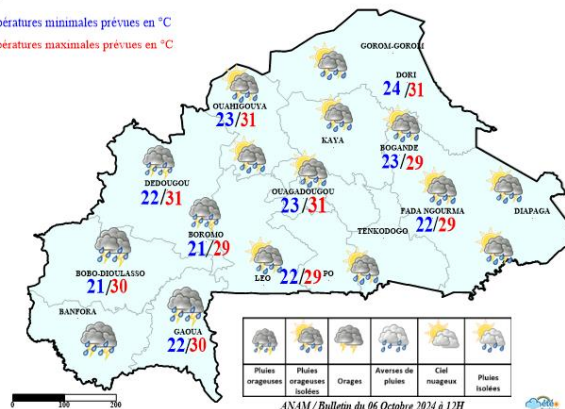 pératures minimales prévues en °C
pératures maximales prévues en °C
GOROM-GOROM
DORI
24/31
OUAHIGOUYA
23/31
KAYA
BOGANDE
23/29
DEDOUGOU
22/31
OUAGADOUGOU
23/31
FADA NGOURMA
22/29
DIAPAGA
BOROMO
21/29
TENKODOGO
BOBO-DIOULASSO
21/30
LEO 22/29 PO
BANFORA
GAOUA
22/30
Pluies orageuses
Pluies orageuses isolées
Orages
Averses de pluies
Ciel nuageux
Pluies Isolées
0 100 200
ANAM / Bulletin du 06 Octobre 2024 à 12H